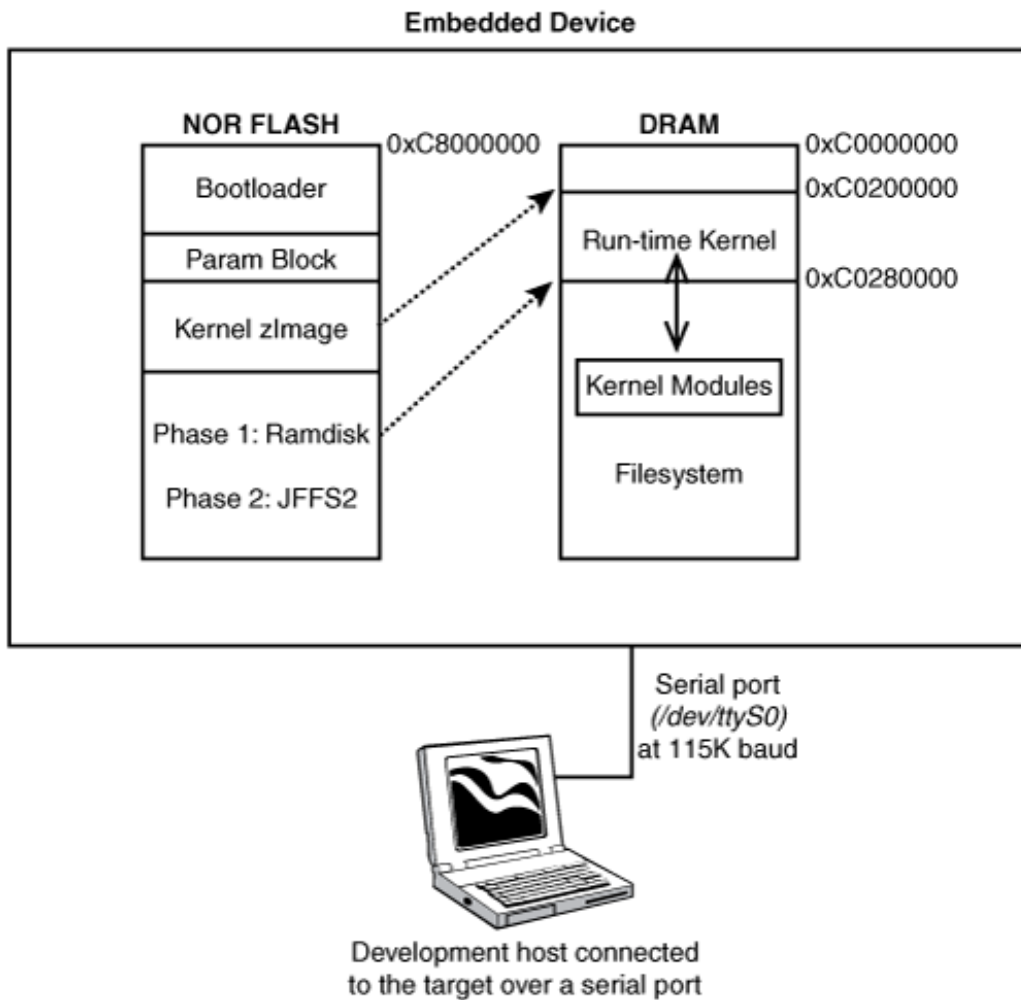 Embedded Device
NOR FLASH
0xC8000000
DRAM
0xC0000000
Bootloader
0xC0200000
Param Block
Run-time Kernel
0xC0280000
Kernel zImage
Kernel Modules
Phase 1: Ramdisk
Filesystem
Phase 2: JFFS2
Serial port
(/dev/ttyS0)
at 115K baud
Development host connected
to the target over a serial port